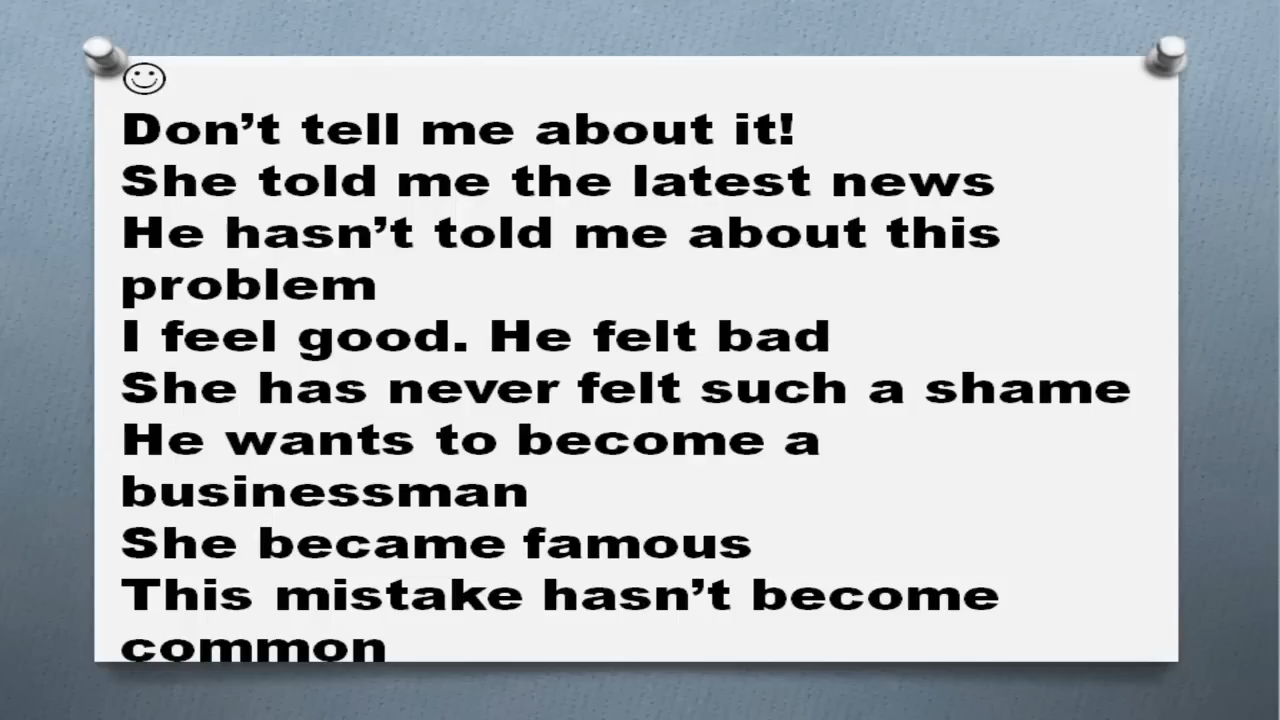 ☺
Don’t tell me about it!
She told me the latest news
He hasn’t told me about this
problem
I feel good. He felt bad
She has never felt such a shame
He wants to become a
businessman
She became famous
This mistake hasn’t become
common